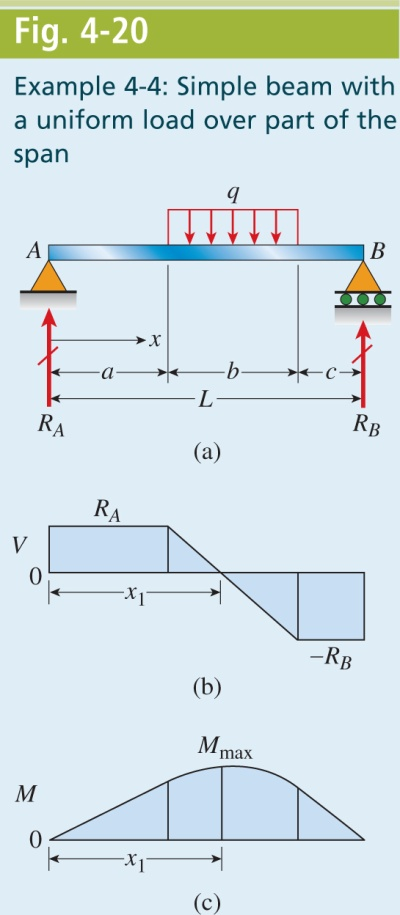 Fig. 4-20
Example 4-4: Simple beam with
a uniform load over part of the
span
q
A B
x
a b c
L
R_A R_B
(a)
R_A
V
0
x_1
–R_B
(b)
M_max
M
0
x_1
(c)